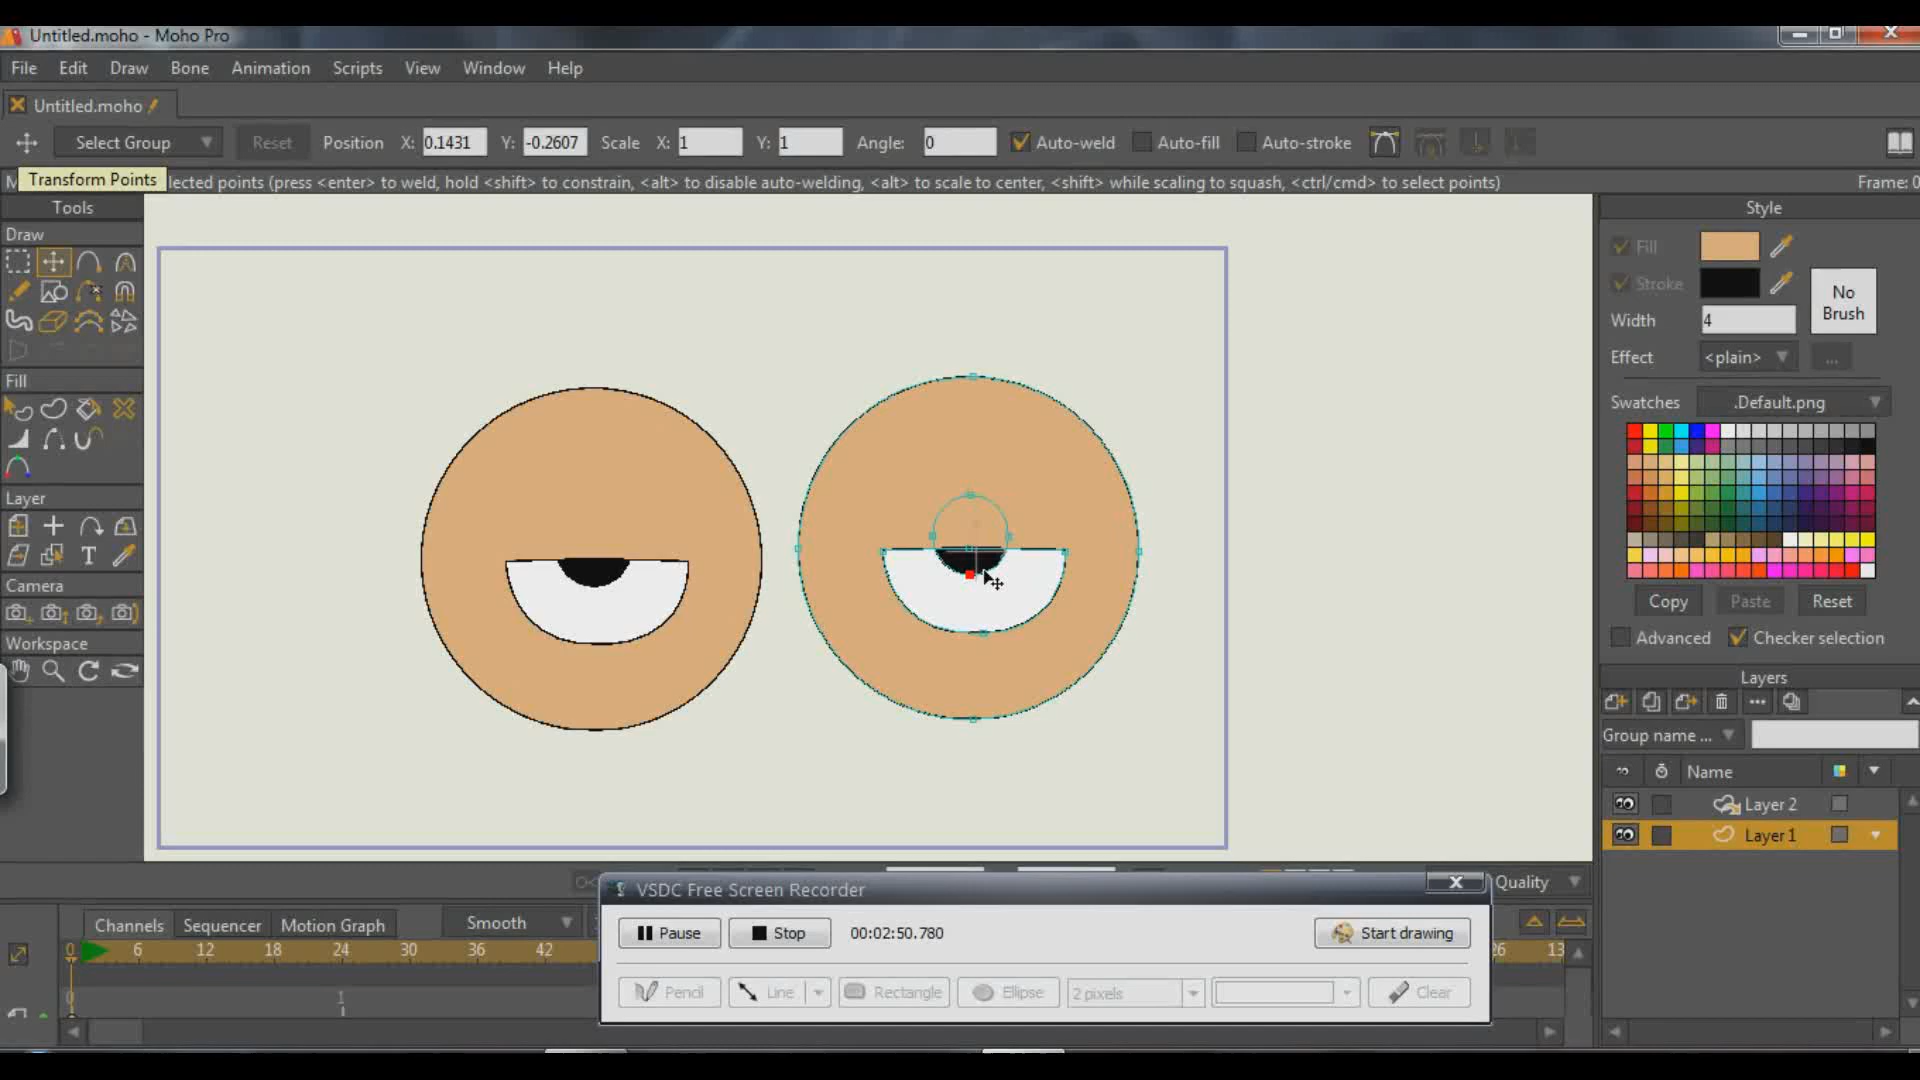 Untitled.moho - Moho Pro
File Edit Draw Bone Animation Scripts View Window Help
Untitled.moho
Select Group Reset Position X: 0.1431 Y: -0.2607 Scale X: 1 Y: 1 Angle: 0 Auto-weld Auto-fill Auto-stroke
Transform Points
lected points (press <enter> to weld, hold <shift> to constrain, <alt> to disable auto-welding, <alt> to scale to center, <shift> while scaling to squash, <ctrl/cmd> to select points) Frame: 0
Tools
Draw
Fill
Layer
T
Camera
Workspace
Style
Fill
Stroke
No
Brush
Width 4
Effect <plain> ...
Swatches .Default.png
Copy Paste Reset
Advanced Checker selection
Layers
Group name ...
Name
Layer 2
Layer 1
Quality
VSDC Free Screen Recorder
Pause Stop 00:02:50.780 Start drawing
Pencil Line Rectangle Ellipse 2 pixels Clear
Channels Sequencer Motion Graph Smooth
0 6 12 18 24 30 36 42 26 13
0 1